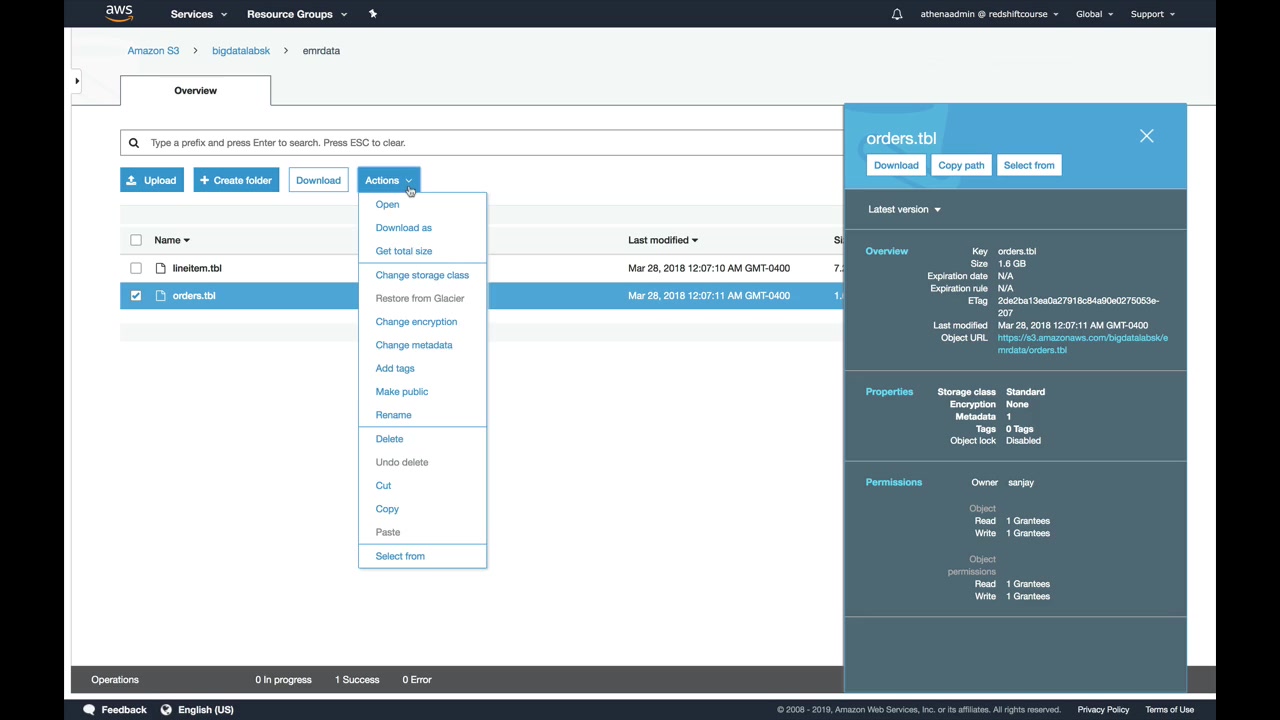 aws Services Resource Groups athenaadmin @ redshiftcourse Global Support
Amazon S3 > bigdatalabsk > emrdata
Overview
Type a prefix and press Enter to search. Press ESC to clear.
Upload + Create folder Download Actions
Open
Download as
Get total size
Change storage class
Restore from Glacier
Change encryption
Change metadata
Add tags
Make public
Rename
Delete
Undo delete
Cut
Copy
Paste
Select from
Name Last modified
lineitem.tbl Mar 28, 2018 12:07:10 AM GMT-0400
orders.tbl Mar 28, 2018 12:07:11 AM GMT-0400
orders.tbl
Download Copy path Select from
Latest version
Overview Key orders.tbl
Size 1.6 GB
Expiration date N/A
Expiration rule N/A
ETag 2de2ba13ea0a27918c84a90e0275053e-
207
Last modified Mar 28, 2018 12:07:11 AM GMT-0400
Object URL https://s3.amazonaws.com/bigdatalabsk/e
mrdata/orders.tbl
Properties Storage class Standard
Encryption None
Metadata 1
Tags 0 Tags
Object lock Disabled
Permissions Owner sanjay
Object
Read 1 Grantees
Write 1 Grantees
Object
permissions
Read 1 Grantees
Write 1 Grantees
Operations 0 In progress 1 Success 0 Error
Feedback English (US) © 2008 - 2019, Amazon Web Services, Inc. or its affiliates. All rights reserved. Privacy Policy Terms of Use